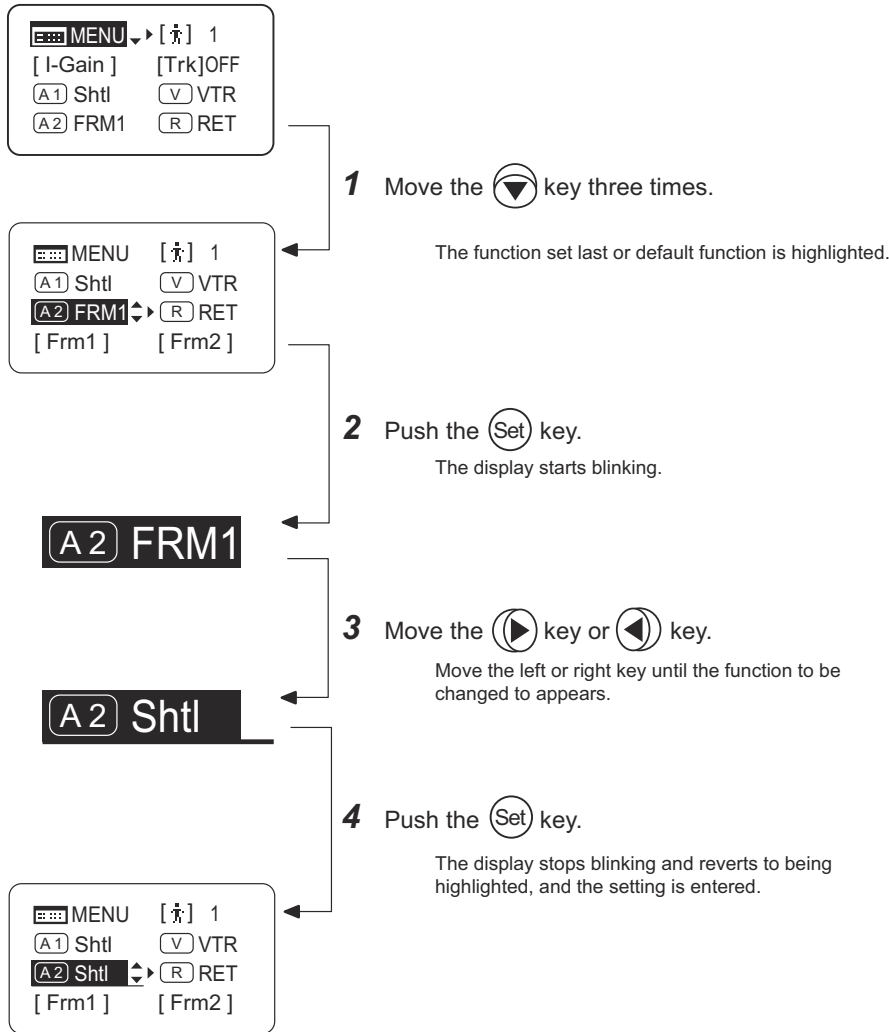 MENU [ ] 1
[ I-Gain ] [Trk]OFF
A1 Shtl V VTR
A2 FRM1 R RET
1 Move the key three times.
The function set last or default function is highlighted.
MENU [ ] 1
A1 Shtl V VTR
A2 FRM1 R RET
[ Frm1 ] [ Frm2 ]
2 Push the Set key.
The display starts blinking.
A 2 FRM1
3 Move the key or key.
Move the left or right key until the function to be
changed to appears.
A 2 Shtl
4 Push the Set key.
The display stops blinking and reverts to being
highlighted, and the setting is entered.
MENU [ ] 1
A1 Shtl V VTR
A2 Shtl R RET
[ Frm1 ] [ Frm2 ]